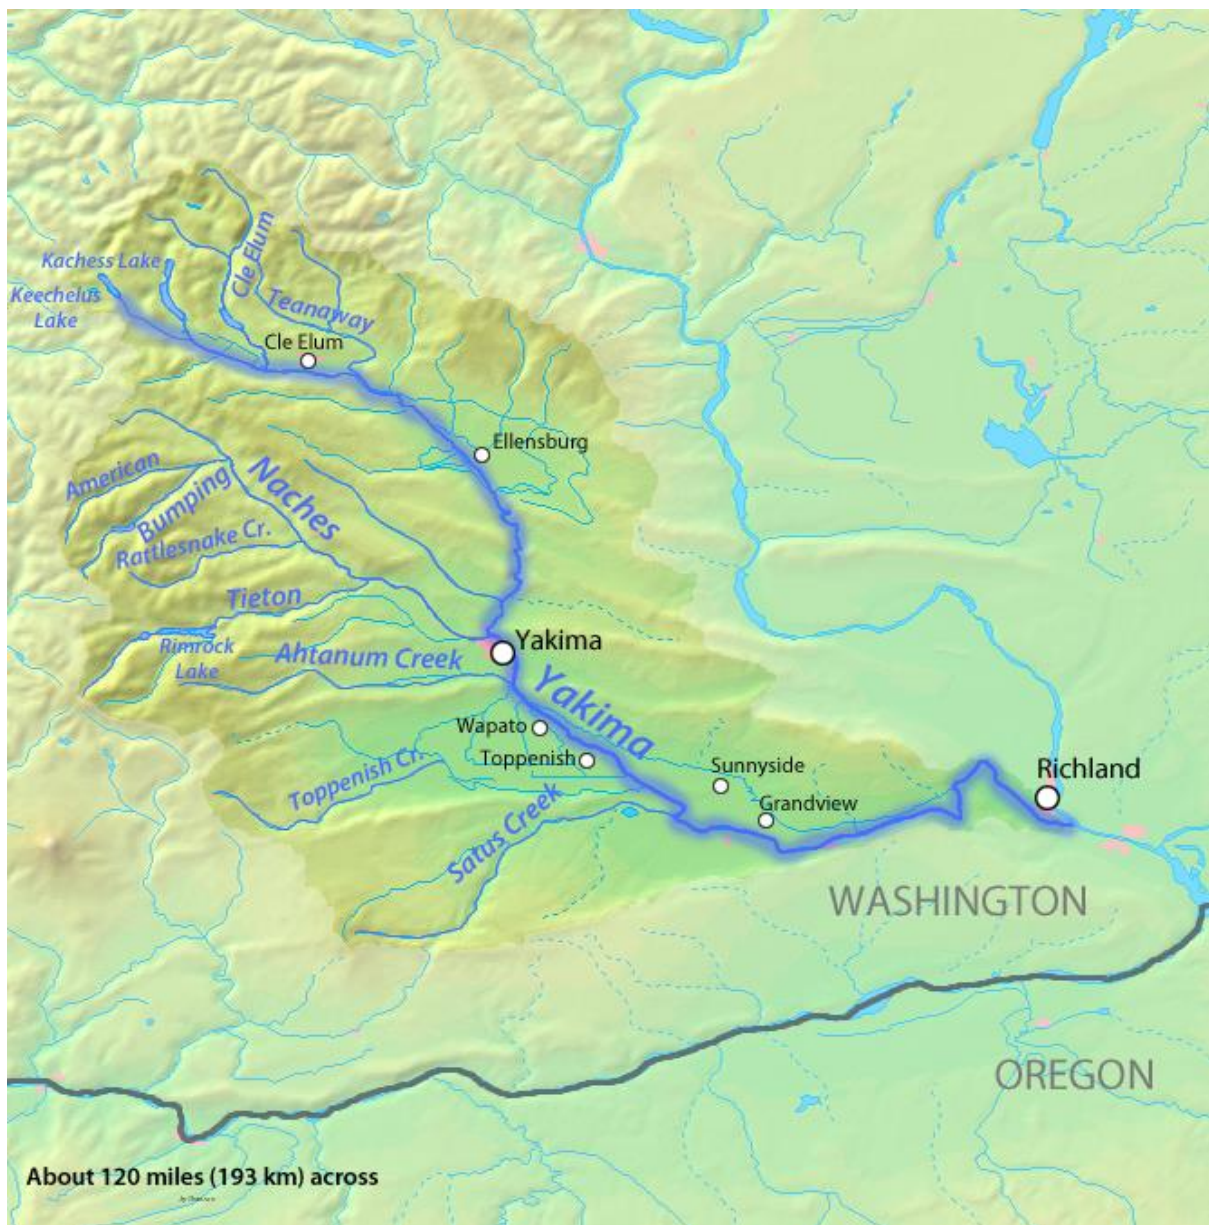 Cle Elum
Kachess Lake
Keechelus
Lake
Teanaway
Cle Elum
Ellensburg
American
Naches
Bumping
Rattlesnake Cr.
Tieton
Rimrock
Lake
Ahtanum Creek
Yakima
Yakima
Wapato
Toppenish
Toppenish Cr.
Sunnyside
Richland
Grandview
Satus Creek
WASHINGTON
OREGON
About 120 miles (193 km) across